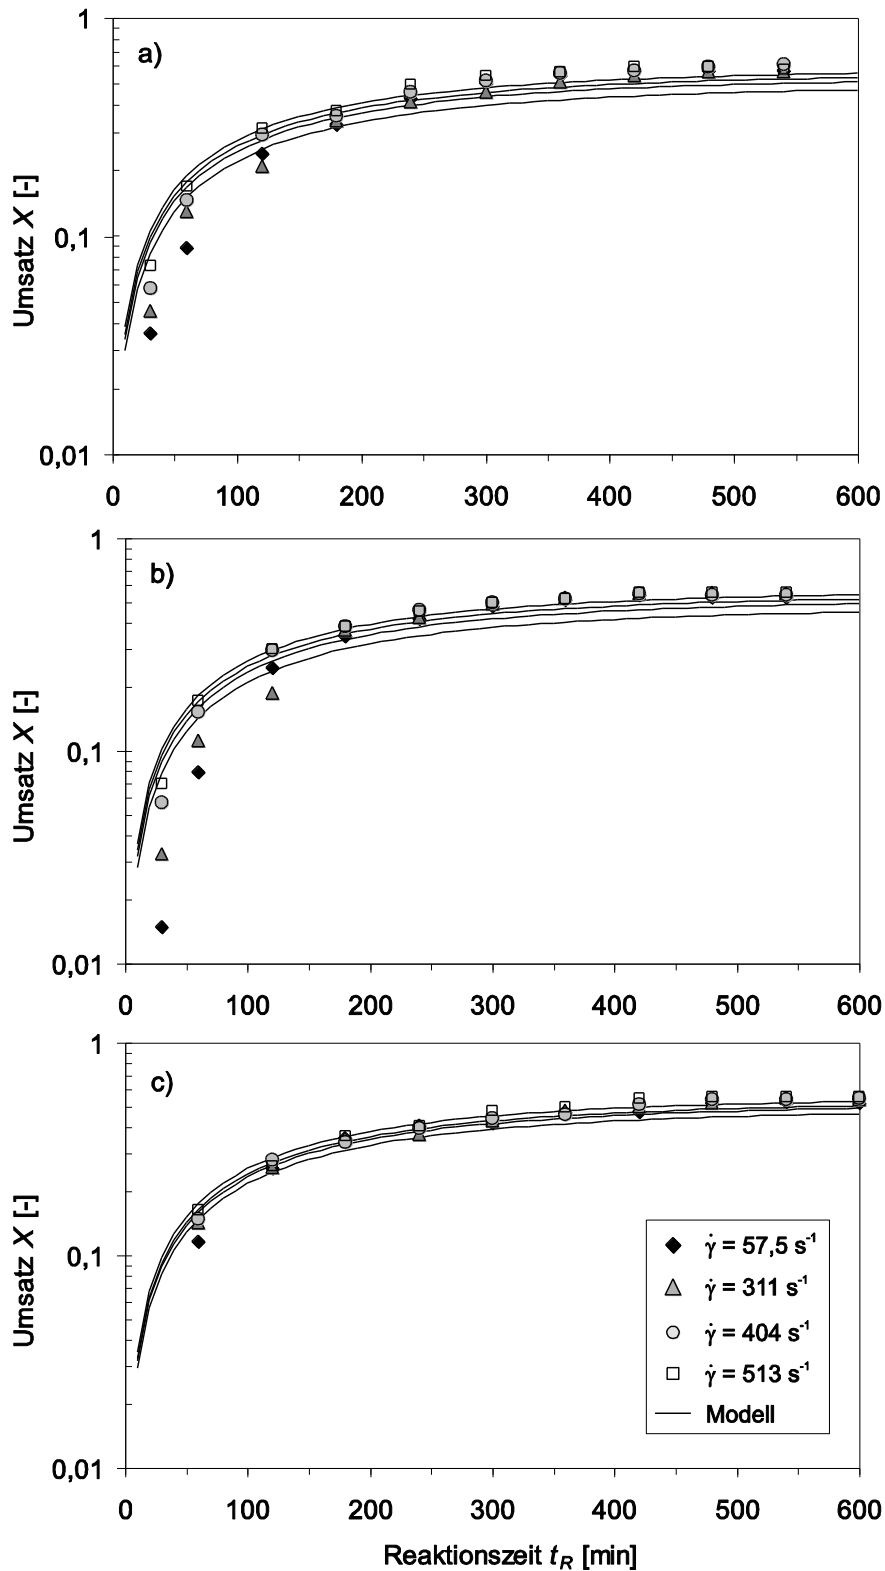 a)
Umsatz X [-]
1
0,1
0,01
0 100 200 300 400 500 600
b)
Umsatz X [-]
1
0,1
0,01
0 100 200 300 400 500 600
c)
Umsatz X [-]
1
0,1
0,01
0 100 200 300 400 500 600
γ̇ = 57,5 s⁻¹
γ̇ = 311 s⁻¹
γ̇ = 404 s⁻¹
γ̇ = 513 s⁻¹
Modell
Reaktionszeit t_R [min]